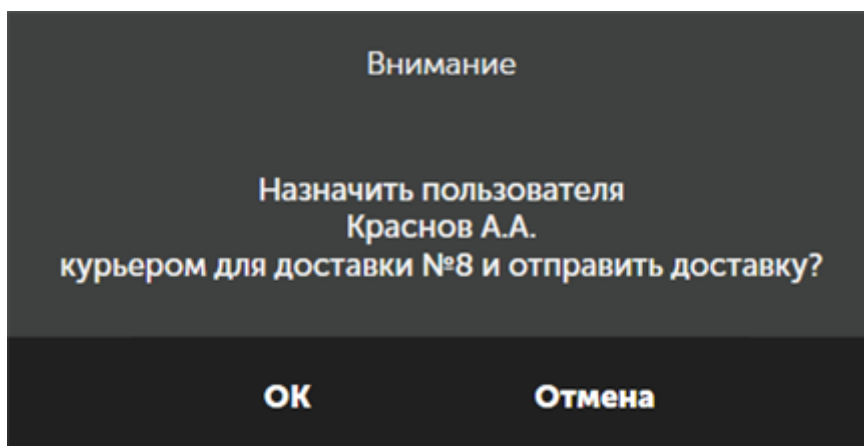 Внимание
Назначить пользователя
Краснов А.А.
курьером для доставки №8 и отправить доставку?
ОК Отмена